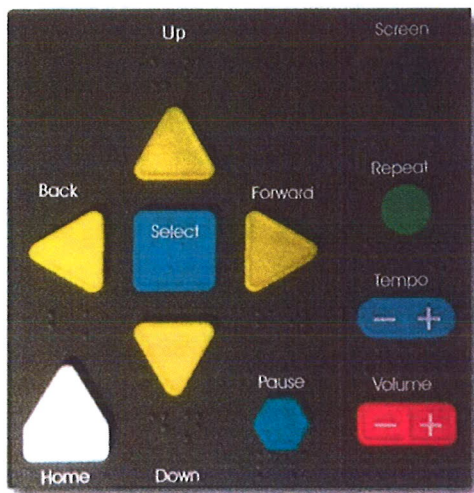 Up
Screen
Repeat
Back
Forward
Select
Tempo
− +
Pause
Volume
− +
Home
Down